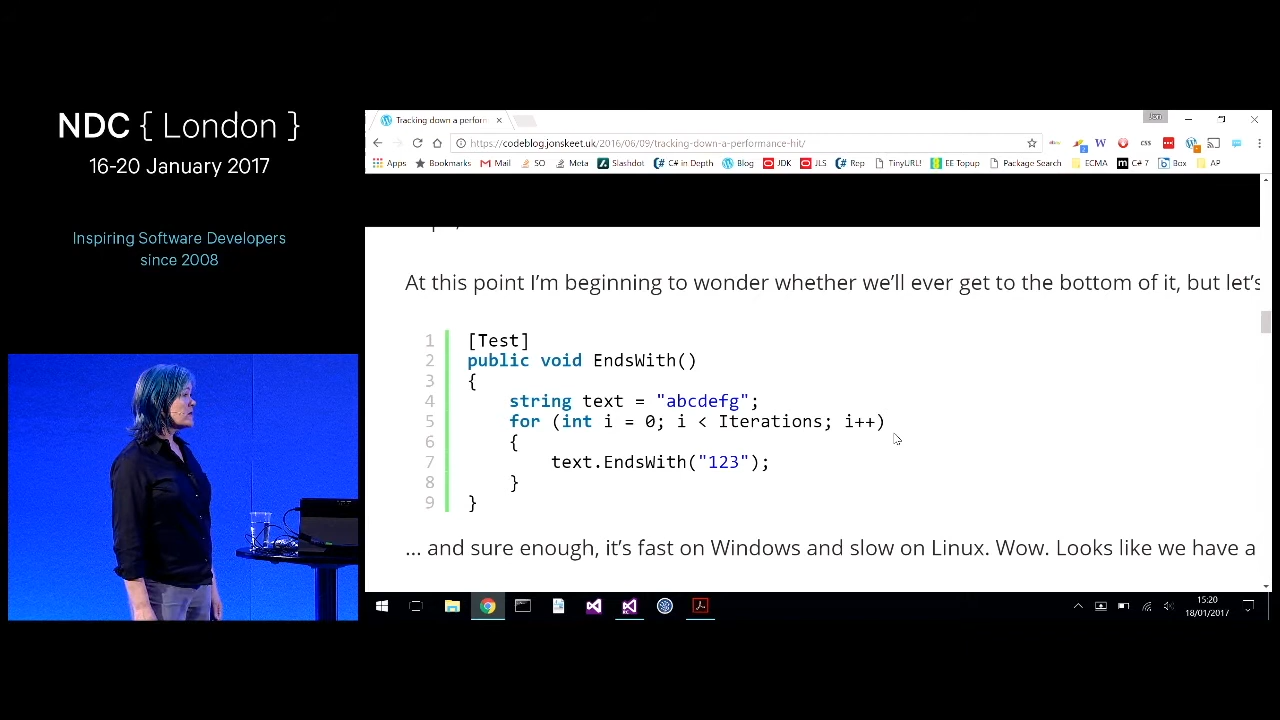 NDC { London }
16-20 January 2017
Inspiring Software Developers
since 2008
Tracking down a perform
Jon
https://codeblog.jonskeet.uk/2016/06/09/tracking-down-a-performance-hit/
Apps Bookmarks Mail SO Meta Slashdot C# in Depth Blog JDK JLS C# Rep TinyURL! EE Topup Package Search ECMA C# 7 Box AP
At this point I'm beginning to wonder whether we'll ever get to the bottom of it, but let's
1 [Test]
2 public void EndsWith()
3 {
4 string text = "abcdefg";
5 for (int i = 0; i < Iterations; i++)
6 {
7 text.EndsWith("123");
8 }
9 }
... and sure enough, it's fast on Windows and slow on Linux. Wow. Looks like we have a
15:20
18/01/2017